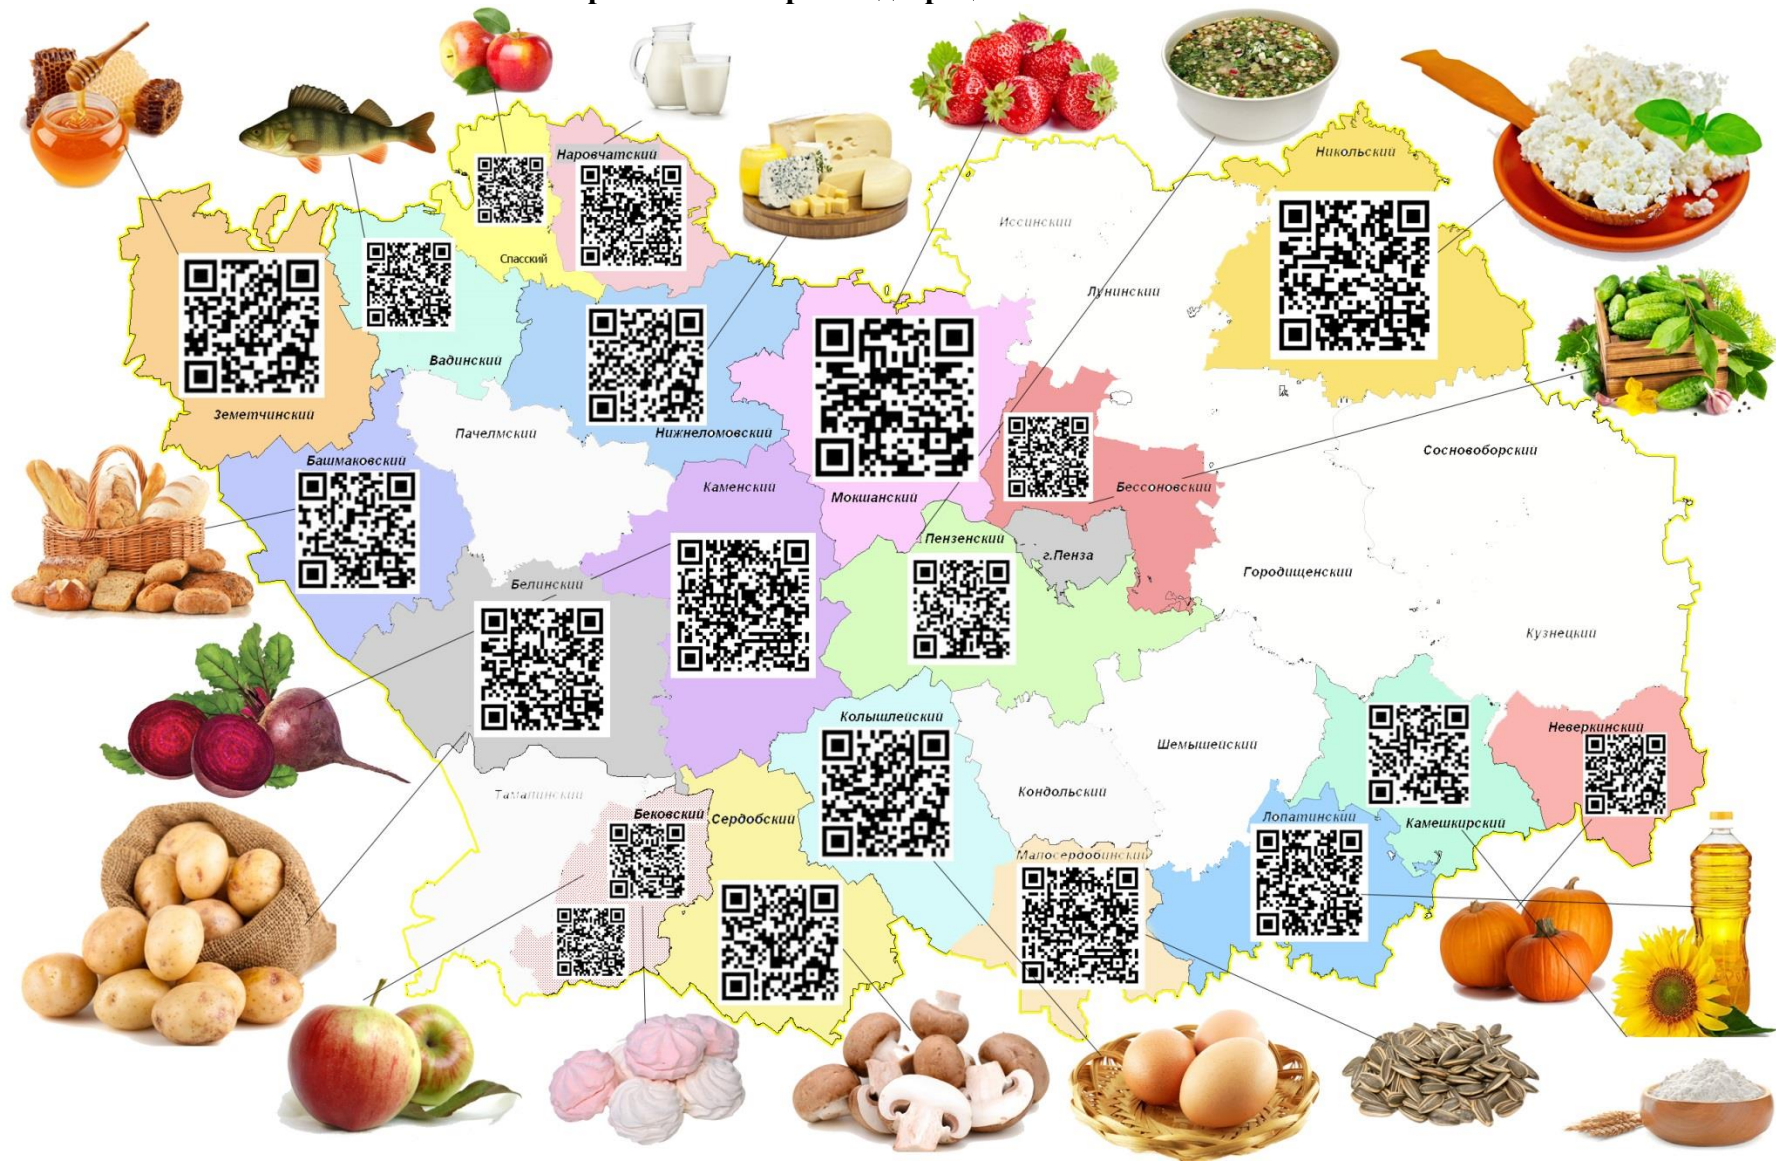 Наровчатский
Никольский
Иссинский
Спасский
Лунинский
Вадинский
Земетчинский
Пачелмский
Нижнеломовский
Башмаковский
Каменский
Мокшанский
Бессоновский
Сосновоборский
Пензенский
г.Пенза
Белинский
Городищенский
Кузнецкий
Колышлейский
Шемышейский
Неверкинский
Тамалинский
Бековский
Сердобский
Кондольский
Лопатинский
Камешкирский
Малосердобинский